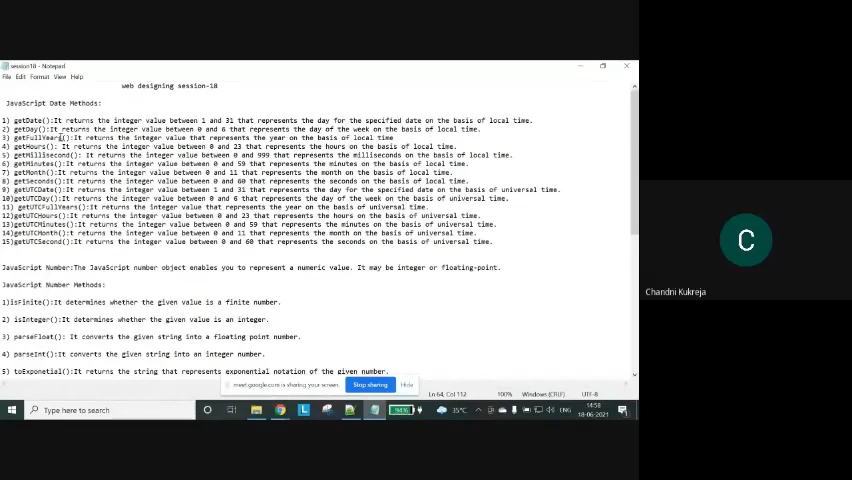 session18 - Notepad
File Edit Format View Help
web designing session-18
JavaScript Date Methods:
1) getDate():It returns the integer value between 1 and 31 that represents the day for the specified date on the basis of local time.
2) getDay():It returns the integer value between 0 and 6 that represents the day of the week on the basis of local time.
3) getFullYears():It returns the integer value that represents the year on the basis of local time
4) getHours(): It returns the integer value between 0 and 23 that represents the hours on the basis of local time.
5) getMillisecond(): It returns the integer value between 0 and 999 that represents the milliseconds on the basis of local time.
6) getMinutes():It returns the integer value between 0 and 59 that represents the minutes on the basis of local time.
7) getMonth():It returns the integer value between 0 and 11 that represents the month on the basis of local time.
8) getSeconds():It returns the integer value between 0 and 60 that represents the seconds on the basis of local time.
9) getUTCDate():It returns the integer value between 1 and 31 that represents the day for the specified date on the basis of universal time.
10)getUTCDay():It returns the integer value between 0 and 6 that represents the day of the week on the basis of universal time.
11) getUTCFullYears():It returns the integer value that represents the year on the basis of universal time.
12)getUTCHours():It returns the integer value between 0 and 23 that represents the hours on the basis of universal time.
13)getUTCMinutes():It returns the integer value between 0 and 59 that represents the minutes on the basis of universal time.
14)getUTCMonth():t returns the integer value between 0 and 11 that represents the month on the basis of universal time.
15)getUTCSecond():It returns the integer value between 0 and 60 that represents the seconds on the basis of universal time.
JavaScript Number:The JavaScript number object enables you to represent a numeric value. It may be integer or floating-point.
JavaScript Number Methods:
1)isFinite():It determines whether the given value is a finite number.
2) isInteger():It determines whether the given value is an integer.
3) parseFloat(): It converts the given string into a floating point number.
4) parseInt():It converts the given string into an integer number.
5) toExponetial():It returns the string that represents exponential notation of the given number.
meet.google.com is sharing your screen.
Stop sharing
Hide
Ln 64, Col 112
100%
Windows (CRLF)
UTF-8
Type here to search
L
94%
35°C
ENG
14:58
18-06-2021
C
Chandni Kukreja